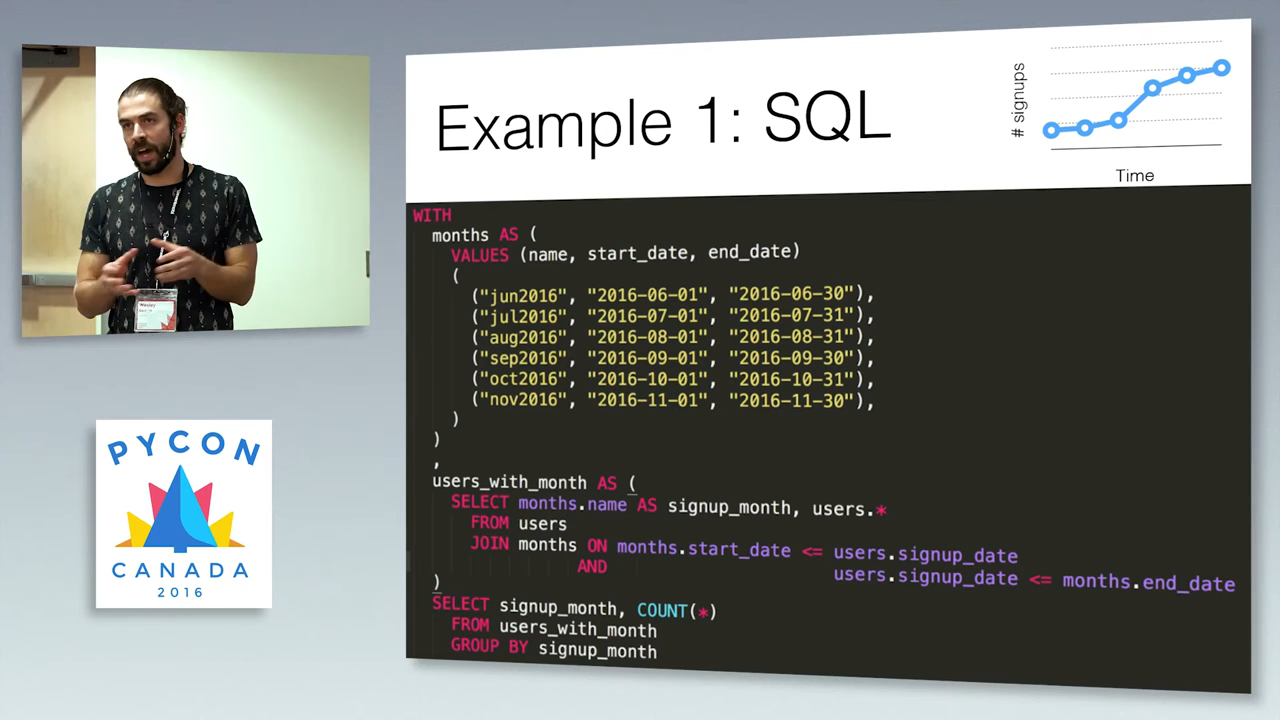 Example 1: SQL
# signups
Time
WITH
months AS (
VALUES (name, start_date, end_date)
(
("jun2016", "2016-06-01", "2016-06-30"),
("jul2016", "2016-07-01", "2016-07-31"),
("aug2016", "2016-08-01", "2016-08-31"),
("sep2016", "2016-09-01", "2016-09-30"),
("oct2016", "2016-10-01", "2016-10-31"),
("nov2016", "2016-11-01", "2016-11-30"),
)
)
,
users_with_month AS (
SELECT months.name AS signup_month, users.*
FROM users
JOIN months ON months.start_date <= users.signup_date
AND users.signup_date <= months.end_date
)
SELECT signup_month, COUNT(*)
FROM users_with_month
GROUP BY signup_month
Wesley
PYCON
CANADA
2016